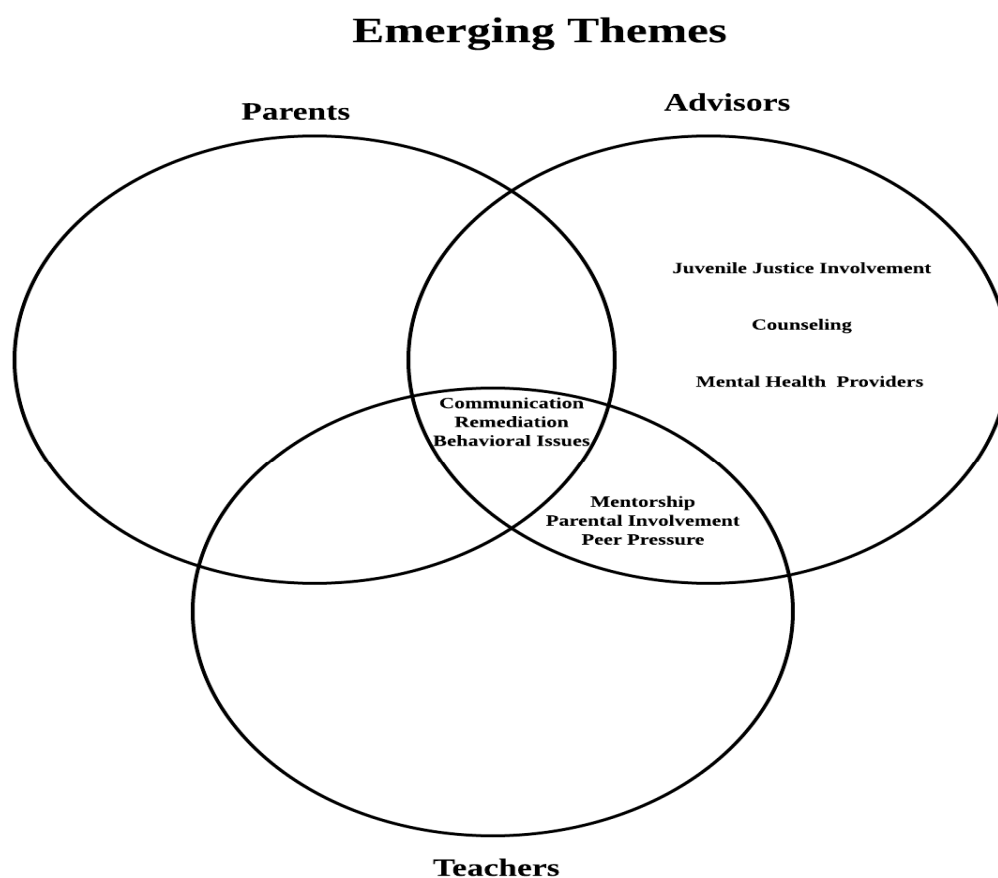 Emerging Themes
Parents
Advisors
Juvenile Justice Involvement
Counseling
Mental Health  Providers
Communication
Remediation
Behavioral Issues
Mentorship
Parental Involvement
Peer Pressure
Teachers